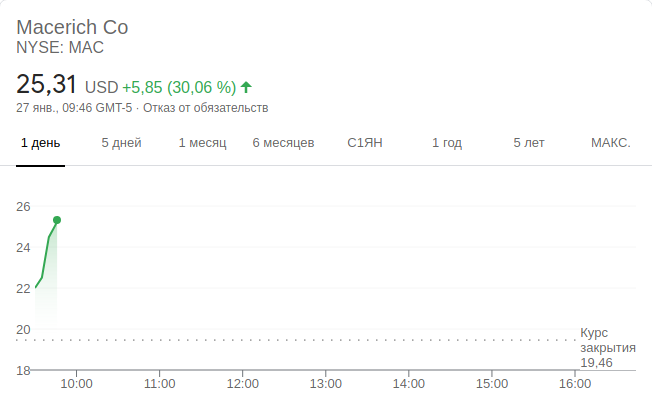 Macerich Co
NYSE: MAC
25,31 USD +5,85 (30,06 %)
27 янв., 09:46 GMT-5 · Отказ от обязательств
1 день 5 дней 1 месяц 6 месяцев С1ЯН 1 год 5 лет МАКС.
26
24
22
20
18
Курс
закрытия
19,46
10:00 11:00 12:00 13:00 14:00 15:00 16:00